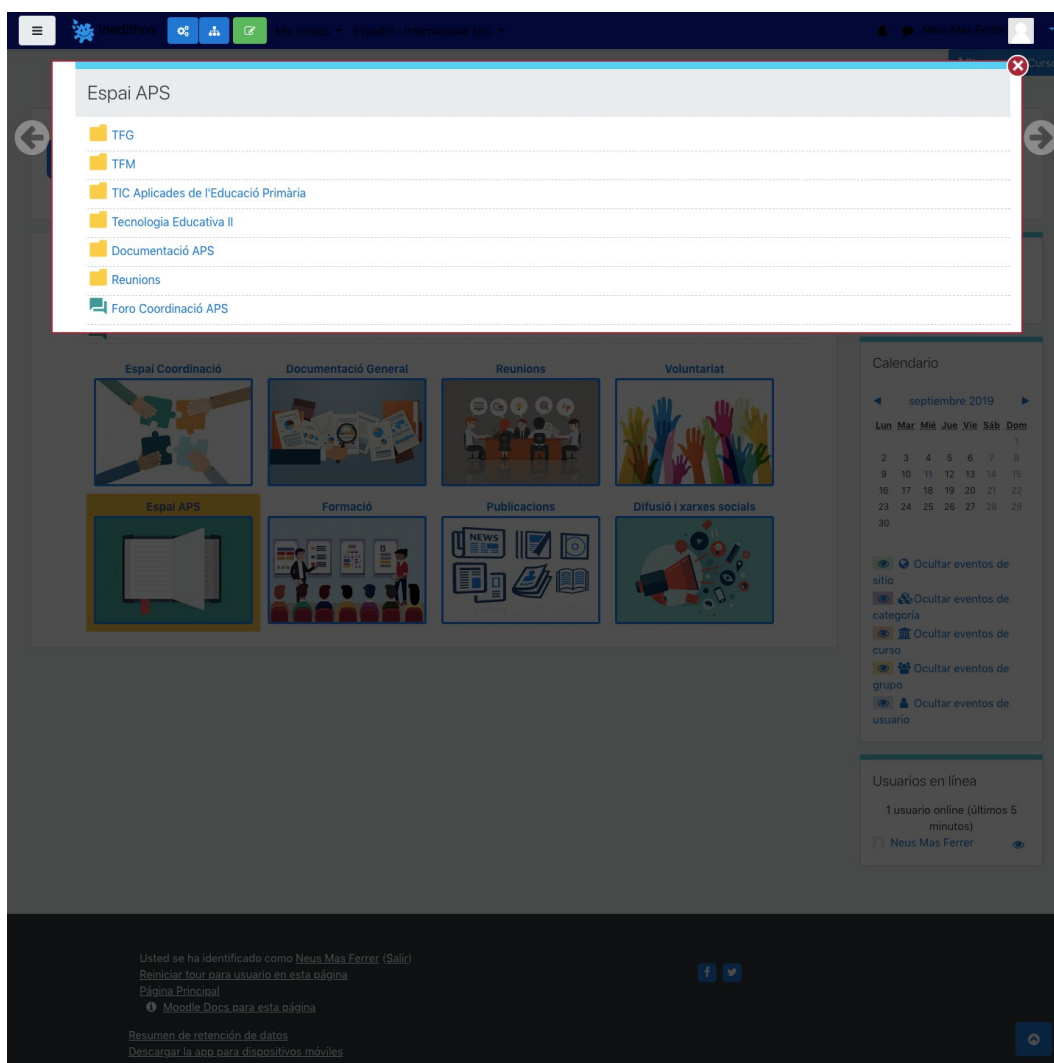 Inedithos
Mis cursos Español - Internacional (es)
Neus Mas Ferrer
Curso
Espai APS
TFG
TFM
TIC Aplicades de l'Educació Primària
Tecnologia Educativa II
Documentació APS
Reunions
Foro Coordinació APS
Espai Coordinació
Documentació General
Reunions
Voluntariat
Espai APS
Formació
Publicacions
NEWS
Difusió i xarxes socials
Calendario
septiembre 2019
Lun Mar Mié Jue Vie Sáb Dom
1
2 3 4 5 6 7 8
9 10 11 12 13 14 15
16 17 18 19 20 21 22
23 24 25 26 27 28 29
30
Ocultar eventos de
sitio
Ocultar eventos de
categoría
Ocultar eventos de
curso
Ocultar eventos de
grupo
Ocultar eventos de
usuario
Usuarios en línea
1 usuario online (últimos 5
minutos)
Neus Mas Ferrer
Usted se ha identificado como Neus Mas Ferrer (Salir)
Reiniciar tour para usuario en esta página
Página Principal
Moodle Docs para esta página
Resumen de retención de datos
Descargar la app para dispositivos móviles